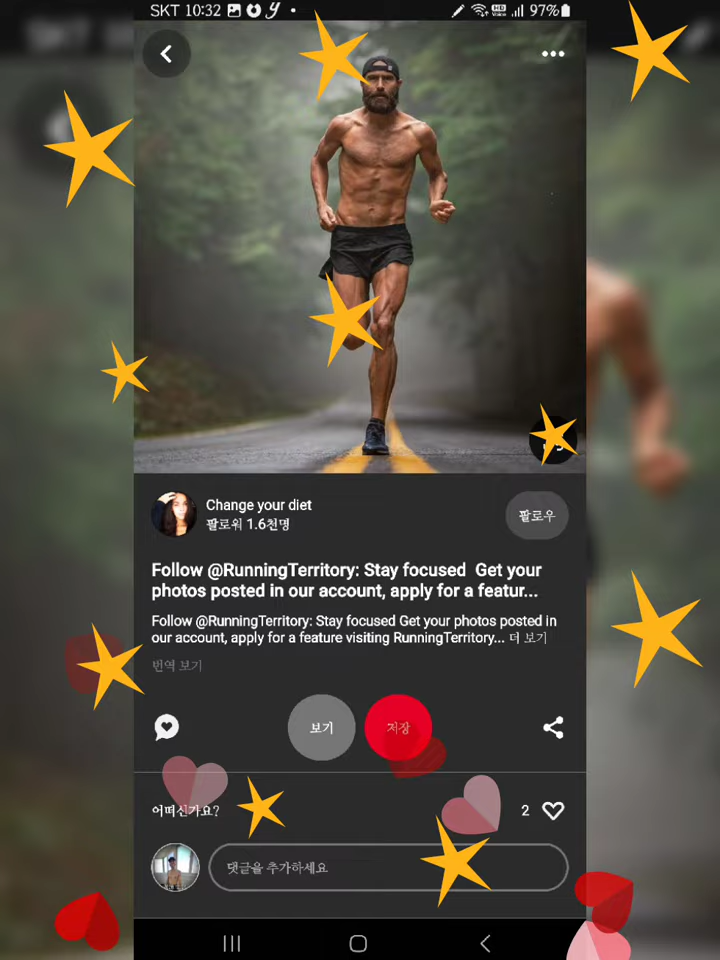 SKT 10:32
97%
Change your diet
팔로워 1.6천명
팔로우
Follow @RunningTerritory: Stay focused Get your
photos posted in our account, apply for a featur...
Follow @RunningTerritory: Stay focused Get your photos posted in
our account, apply for a feature visiting RunningTerritory... 더 보기
번역 보기
보기
저장
어떠신가요?
2
댓글을 추가하세요